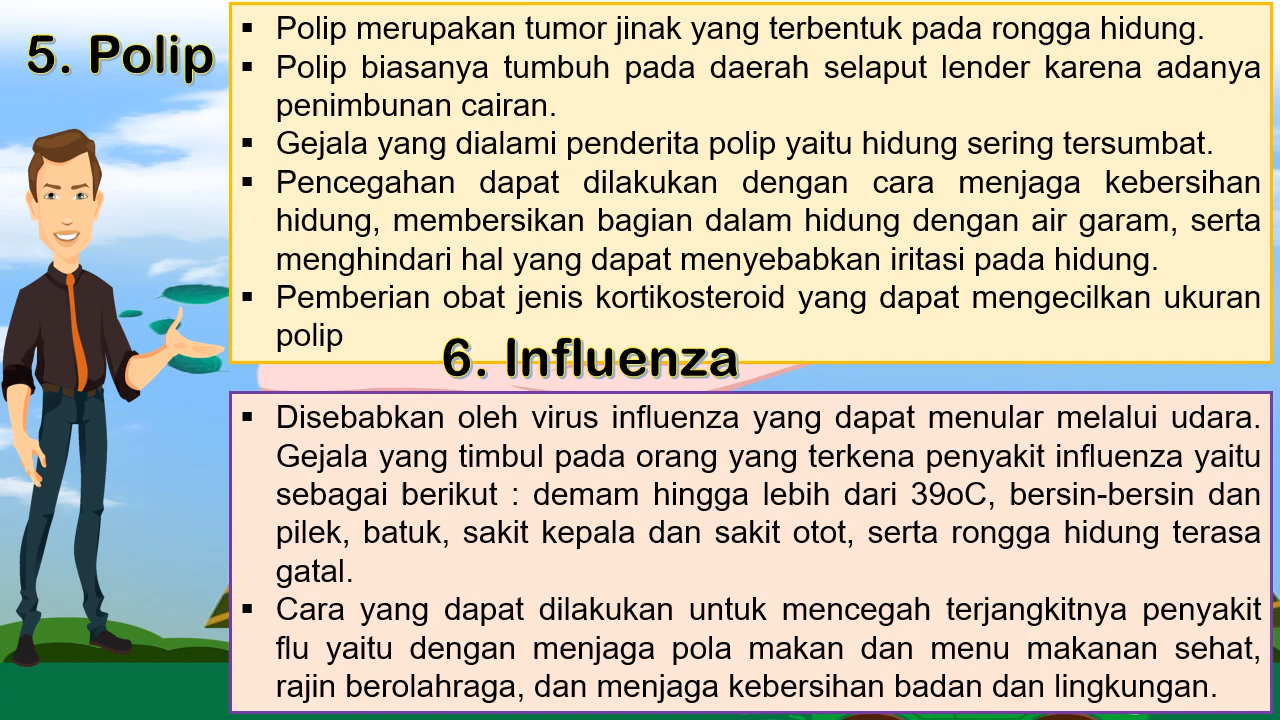 5. Polip
▪ Polip merupakan tumor jinak yang terbentuk pada rongga hidung.
▪ Polip biasanya tumbuh pada daerah selaput lender karena adanya
penimbunan cairan.
▪ Gejala yang dialami penderita polip yaitu hidung sering tersumbat.
▪ Pencegahan dapat dilakukan dengan cara menjaga kebersihan
hidung, membersikan bagian dalam hidung dengan air garam, serta
menghindari hal yang dapat menyebabkan iritasi pada hidung.
▪ Pemberian obat jenis kortikosteroid yang dapat mengecilkan ukuran
polip
6. Influenza
▪ Disebabkan oleh virus influenza yang dapat menular melalui udara.
Gejala yang timbul pada orang yang terkena penyakit influenza yaitu
sebagai berikut : demam hingga lebih dari 39oC, bersin-bersin dan
pilek, batuk, sakit kepala dan sakit otot, serta rongga hidung terasa
gatal.
▪ Cara yang dapat dilakukan untuk mencegah terjangkitnya penyakit
flu yaitu dengan menjaga pola makan dan menu makanan sehat,
rajin berolahraga, dan menjaga kebersihan badan dan lingkungan.